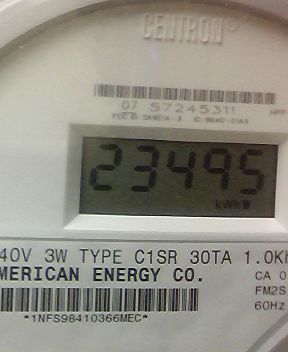 CENTRON®
07 57245311
23495
kWh
40V 3W TYPE C1SR 30TA 1.0Kh
MERICAN ENERGY CO.
CA 0
FM2S
60Hz
*1NFS98410366MEC*